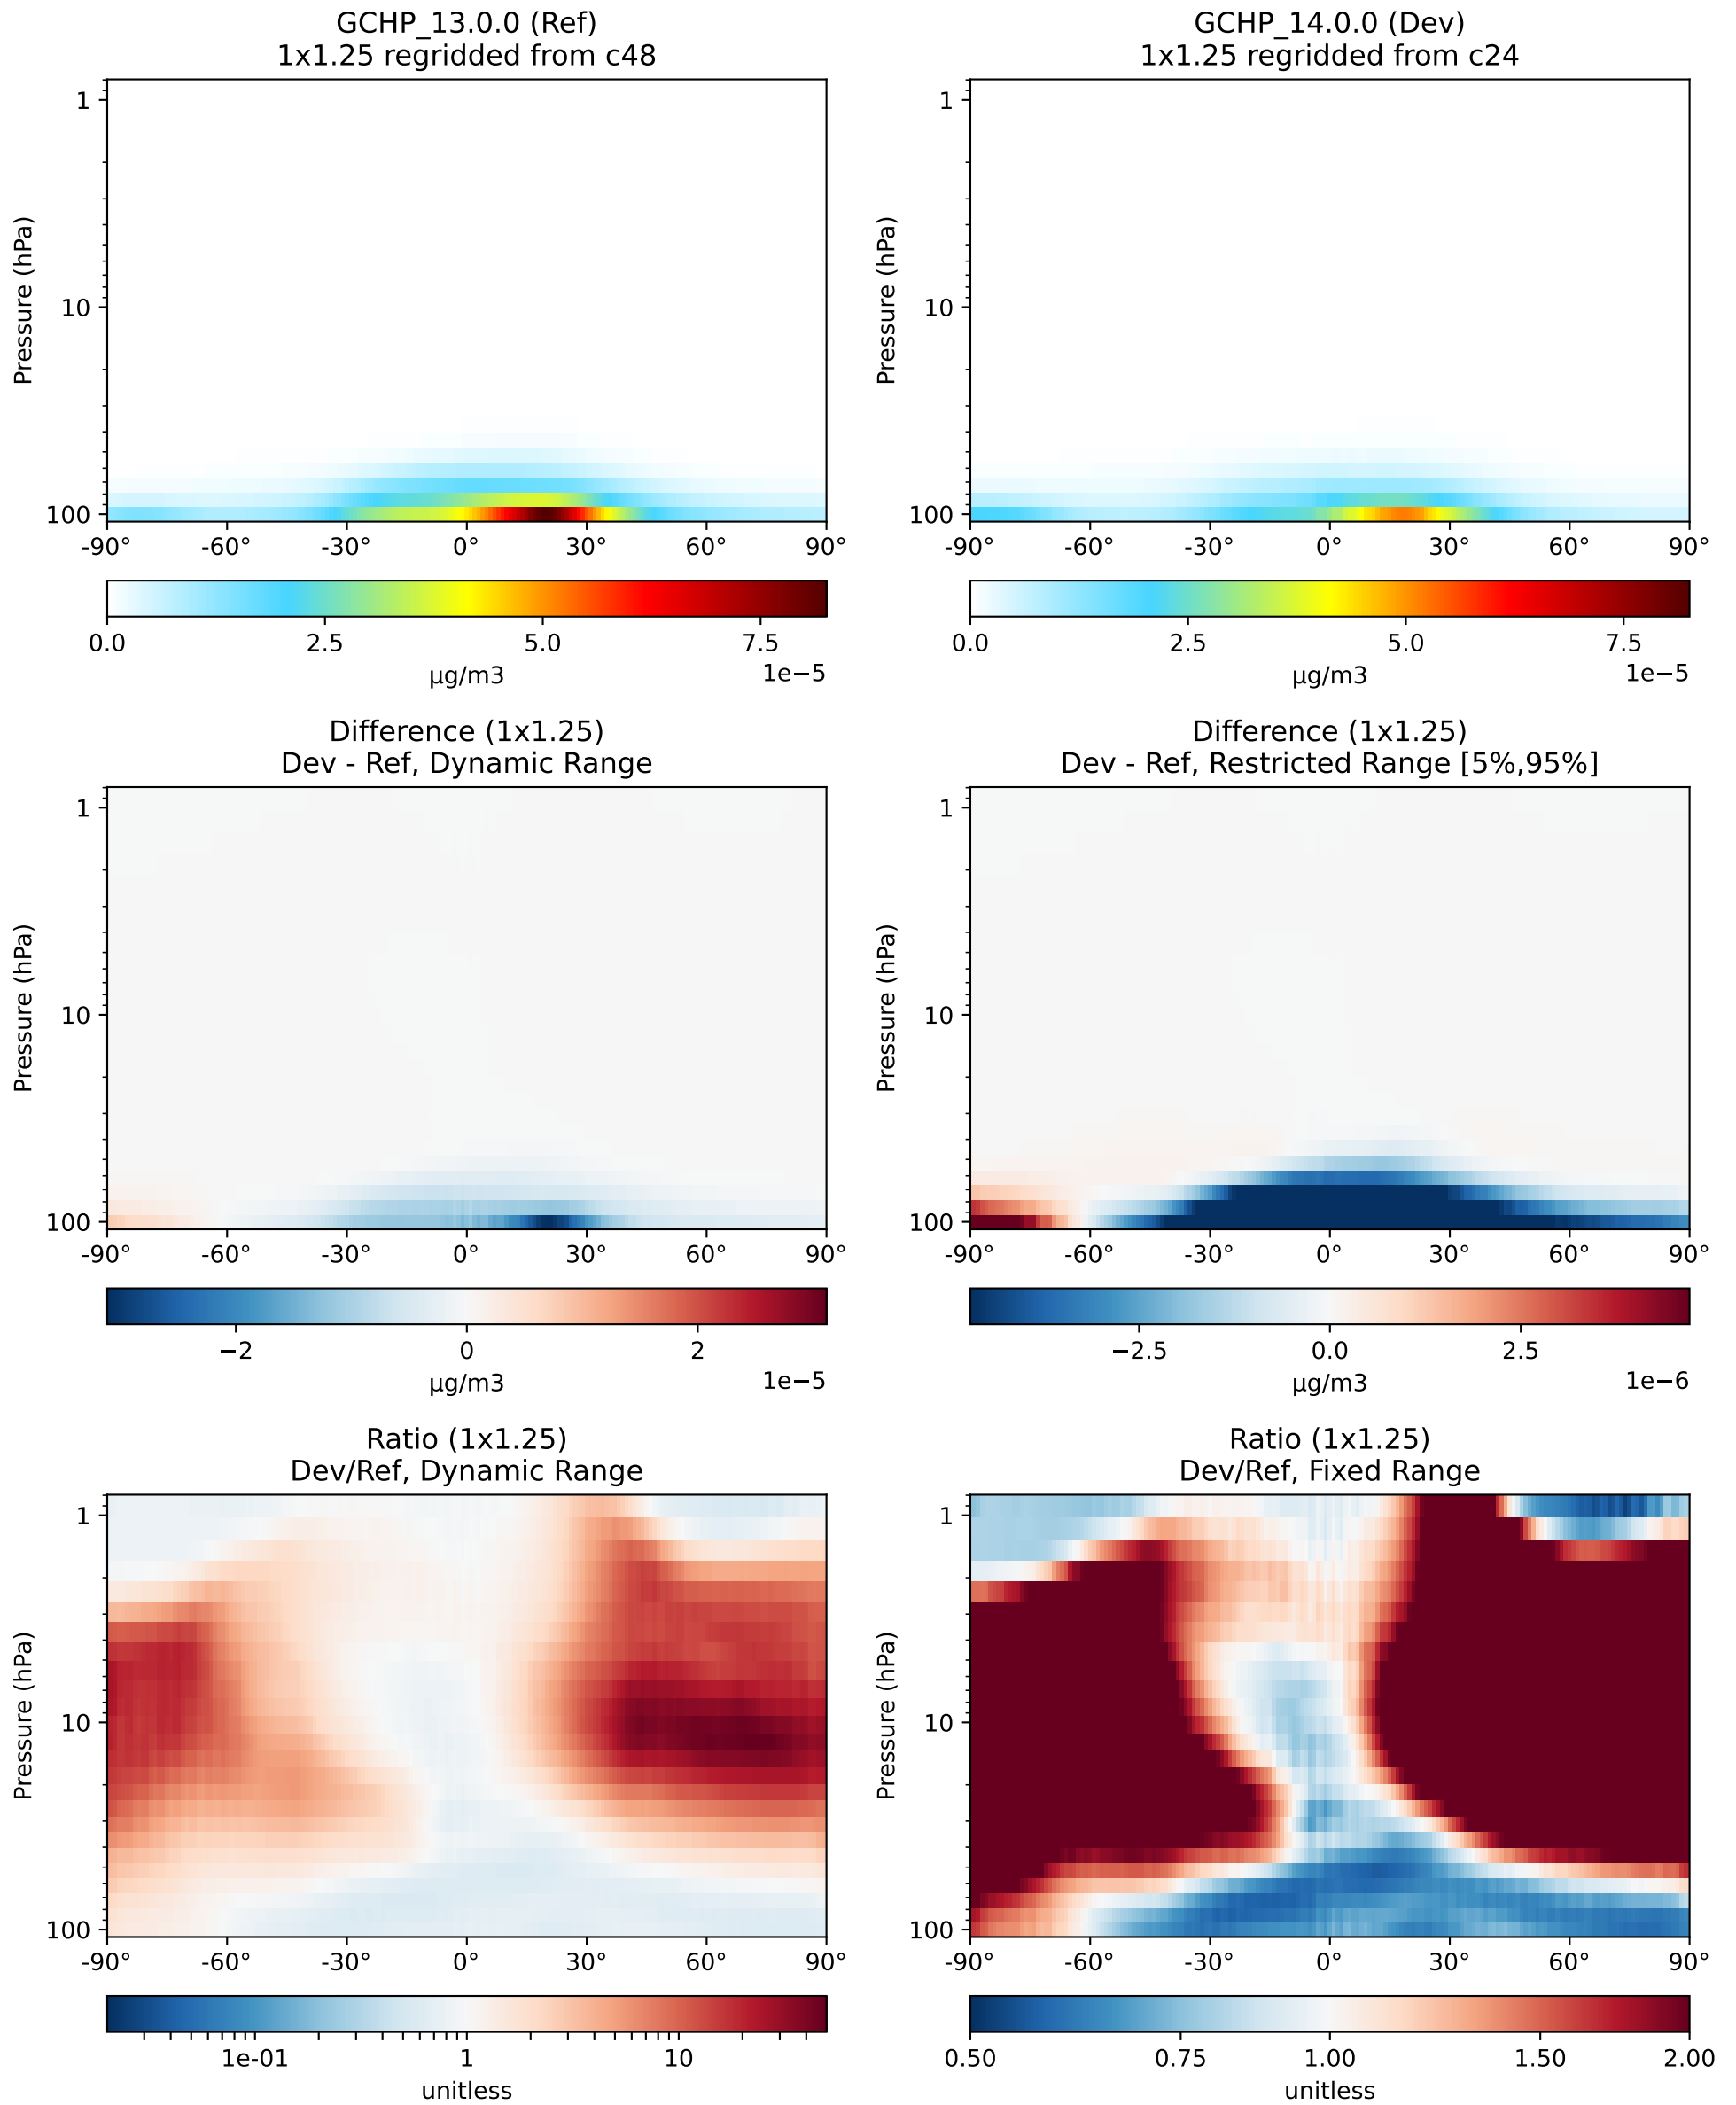 GCHP_13.0.0 (Ref)
1x1.25 regridded from c48
Pressure (hPa)
1
10
100
-90° -60° -30° 0° 30° 60° 90°
0.0 2.5 5.0 7.5
1e−5
µg/m3
GCHP_14.0.0 (Dev)
1x1.25 regridded from c24
Pressure (hPa)
1
10
100
-90° -60° -30° 0° 30° 60° 90°
0.0 2.5 5.0 7.5
1e−5
µg/m3
Difference (1x1.25)
Dev - Ref, Dynamic Range
Pressure (hPa)
1
10
100
-90° -60° -30° 0° 30° 60° 90°
−2 0 2
1e−5
µg/m3
Difference (1x1.25)
Dev - Ref, Restricted Range [5%,95%]
Pressure (hPa)
1
10
100
-90° -60° -30° 0° 30° 60° 90°
−2.5 0.0 2.5
1e−6
µg/m3
Ratio (1x1.25)
Dev/Ref, Dynamic Range
Pressure (hPa)
1
10
100
-90° -60° -30° 0° 30° 60° 90°
1e-01 1 10
unitless
Ratio (1x1.25)
Dev/Ref, Fixed Range
Pressure (hPa)
1
10
100
-90° -60° -30° 0° 30° 60° 90°
0.50 0.75 1.00 1.50 2.00
unitless